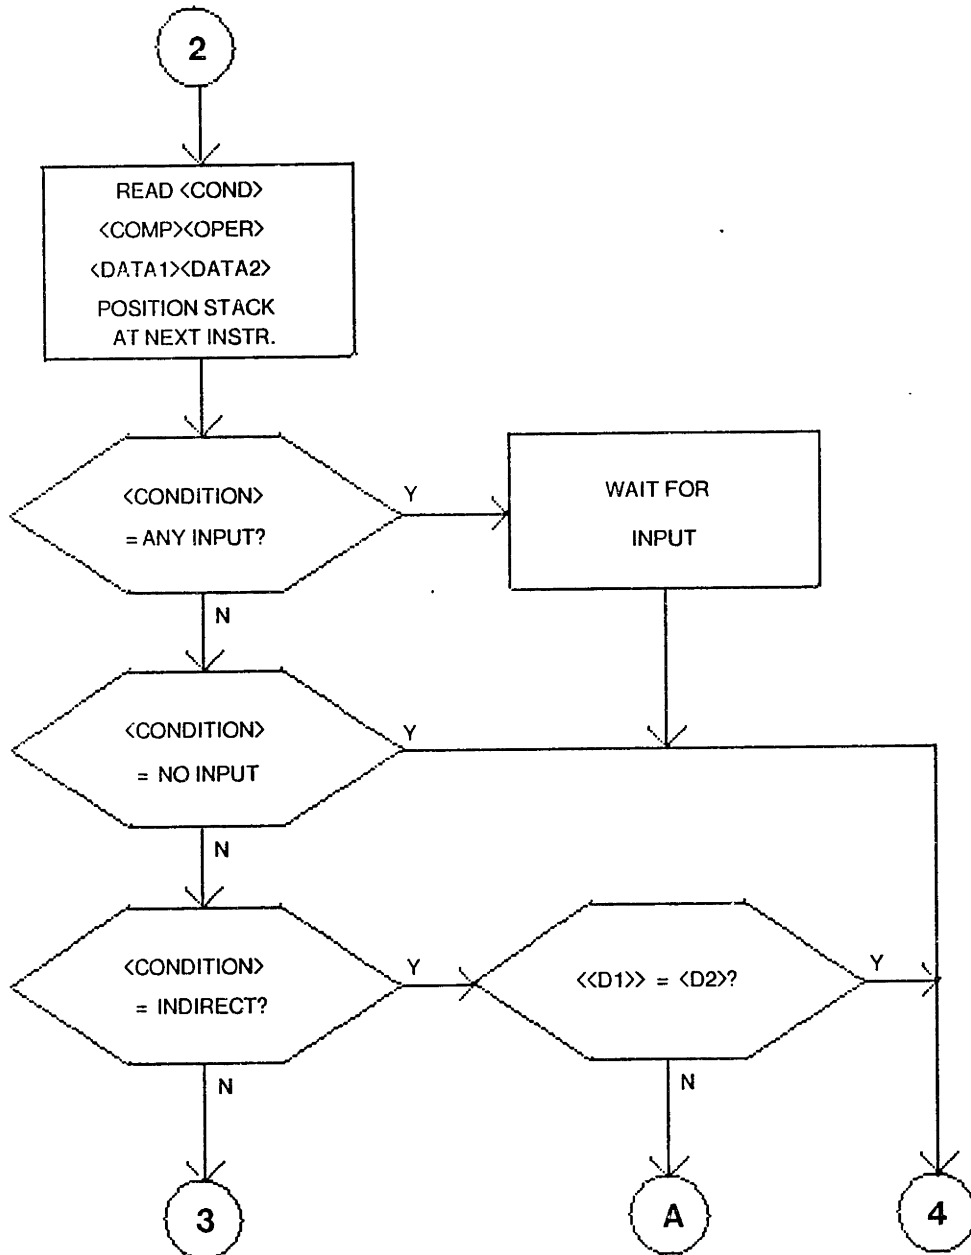 2
READ <COND>
<COMP><OPER>
<DATA1><DATA2>
POSITION STACK
AT NEXT INSTR.
<CONDITION>
= ANY INPUT?
Y
WAIT FOR
INPUT
N
<CONDITION>
= NO INPUT
Y
N
<CONDITION>
= INDIRECT?
Y
<<D1>> = <D2>?
Y
N
N
3
A
4